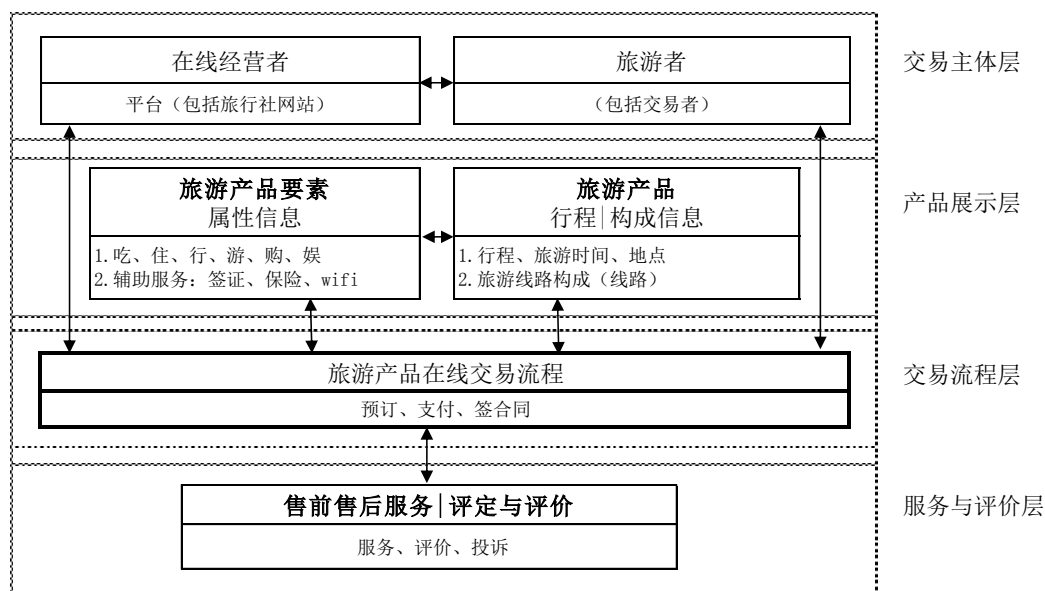 在线经营者
平台（包括旅行社网站）
旅游者
（包括交易者）
交易主体层
旅游产品要素
属性信息
1.吃、住、行、游、购、娱
2.辅助服务：签证、保险、wifi
旅游产品
行程|构成信息
1.行程、旅游时间、地点
2.旅游线路构成（线路）
产品展示层
旅游产品在线交易流程
预订、支付、签合同
交易流程层
售前售后服务|评定与评价
服务、评价、投诉
服务与评价层